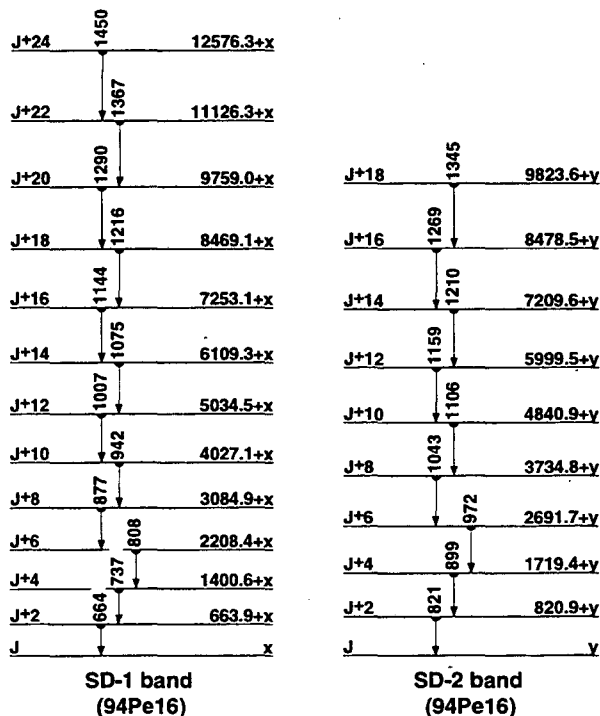 J+24 1450 12576.3+x
J+22 1367 11126.3+x
J+20 1290 9759.0+x
J+18 1216 8469.1+x
J+16 1144 7253.1+x
J+14 1075 6109.3+x
J+12 1007 5034.5+x
J+10 942 4027.1+x
J+8 877 3084.9+x
J+6 808 2208.4+x
J+4 737 1400.6+x
J+2 664 663.9+x
J x
SD-1 band
(94Pe16)
J+18 1345 9823.6+y
J+16 1269 8478.5+y
J+14 1210 7209.6+y
J+12 1159 5999.5+y
J+10 1106 4840.9+y
J+8 1043 3734.8+y
J+6 972 2691.7+y
J+4 899 1719.4+y
J+2 821 820.9+y
J y
SD-2 band
(94Pe16)